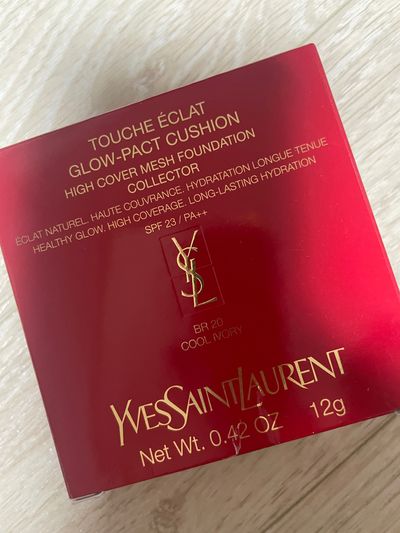 TOUCHE ÉCLAT
GLOW-PACT CUSHION
HIGH COVER MESH FOUNDATION
COLLECTOR
ÉCLAT NATUREL. HAUTE COUVRANCE. HYDRATATION LONGUE TENUE
HEALTHY GLOW. HIGH COVERAGE. LONG-LASTING HYDRATION
SPF 23 / PA++
YSL
BR 20
COOL IVORY
YVESSAINTLAURENT
Net Wt. 0.42 OZ 12g